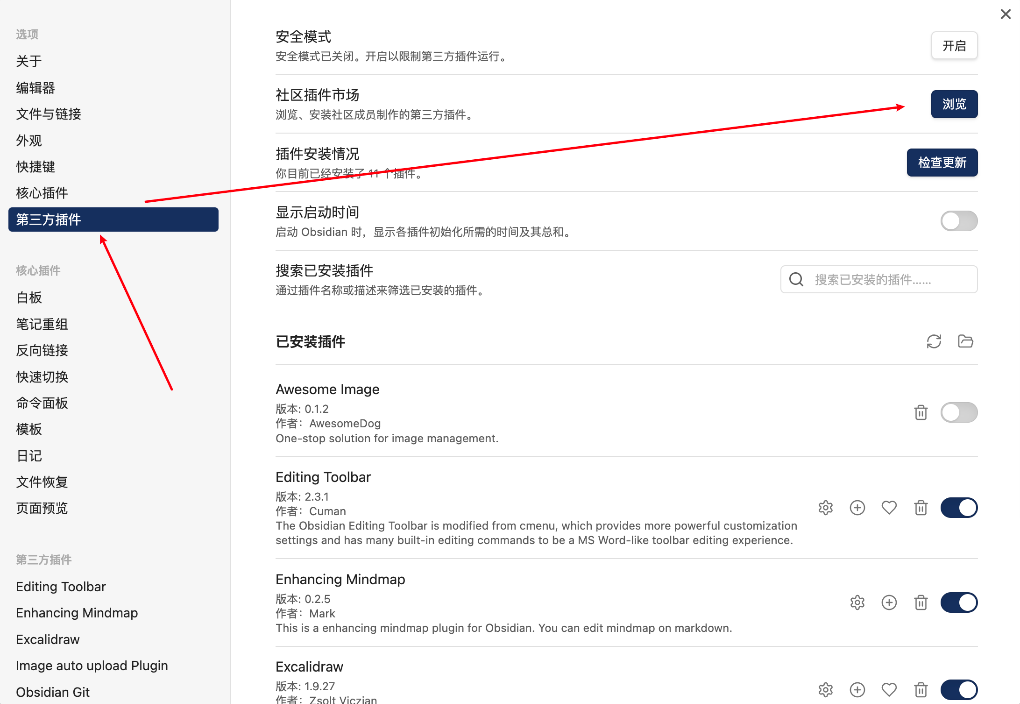 选项
关于
编辑器
文件与链接
外观
快捷键
核心插件
第三方插件
核心插件
白板
笔记重组
反向链接
快速切换
命令面板
模板
日记
文件恢复
页面预览
第三方插件
Editing Toolbar
Enhancing Mindmap
Excalidraw
Image auto upload Plugin
Obsidian Git
安全模式
安全模式已关闭。开启以限制第三方插件运行。
开启
社区插件市场
浏览、安装社区成员制作的第三方插件。
浏览
插件安装情况
你目前已经安装了 11 个插件。
检查更新
显示启动时间
启动 Obsidian 时，显示各插件初始化所需的时间及其总和。
搜索已安装插件
通过插件名称或描述来筛选已安装的插件。
搜索已安装的插件......
已安装插件
Awesome Image
版本: 0.1.2
作者：AwesomeDog
One-stop solution for image management.
Editing Toolbar
版本: 2.3.1
作者：Cuman
The Obsidian Editing Toolbar is modified from cmenu, which provides more powerful customization
settings and has many built-in editing commands to be a MS Word-like toolbar editing experience.
Enhancing Mindmap
版本: 0.2.5
作者：Mark
This is a enhancing mindmap plugin for Obsidian. You can edit mindmap on markdown.
Excalidraw
版本: 1.9.27
作者：Zsolt Viczian